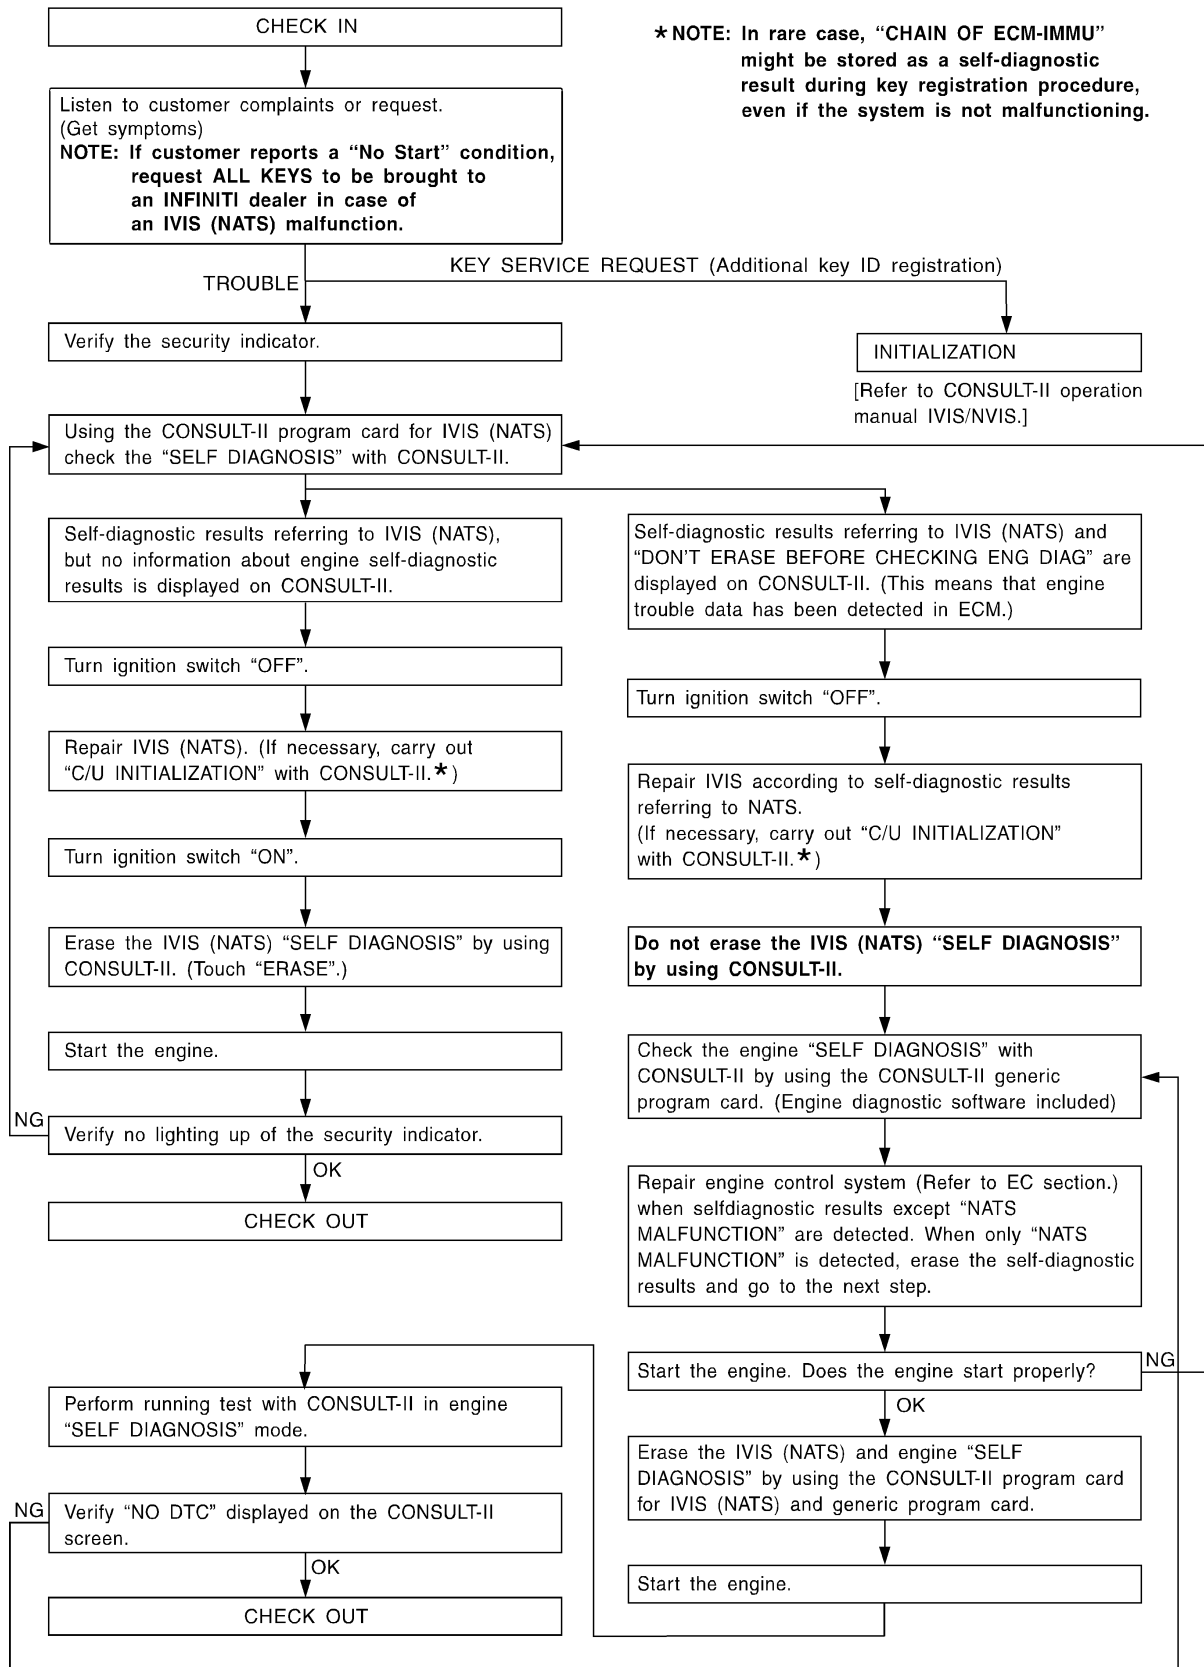 CHECK IN
★ NOTE: In rare case, “CHAIN OF ECM-IMMU”
might be stored as a self-diagnostic
result during key registration procedure,
even if the system is not malfunctioning.
Listen to customer complaints or request.
(Get symptoms)
NOTE: If customer reports a “No Start” condition,
request ALL KEYS to be brought to
an INFINITI dealer in case of
an IVIS (NATS) malfunction.
KEY SERVICE REQUEST (Additional key ID registration)
TROUBLE
Verify the security indicator.
INITIALIZATION
[Refer to CONSULT-II operation
manual IVIS/NVIS.]
Using the CONSULT-II program card for IVIS (NATS)
check the “SELF DIAGNOSIS” with CONSULT-II.
Self-diagnostic results referring to IVIS (NATS),
but no information about engine self-diagnostic
results is displayed on CONSULT-II.
Turn ignition switch “OFF”.
Repair IVIS (NATS). (If necessary, carry out
“C/U INITIALIZATION” with CONSULT-II.★)
Turn ignition switch “ON”.
Erase the IVIS (NATS) “SELF DIAGNOSIS” by using
CONSULT-II. (Touch “ERASE”.)
Start the engine.
NG
Verify no lighting up of the security indicator.
OK
CHECK OUT
Self-diagnostic results referring to IVIS (NATS) and
“DON’T ERASE BEFORE CHECKING ENG DIAG” are
displayed on CONSULT-II. (This means that engine
trouble data has been detected in ECM.)
Turn ignition switch “OFF”.
Repair IVIS according to self-diagnostic results
referring to NATS.
(If necessary, carry out “C/U INITIALIZATION”
with CONSULT-II.★)
Do not erase the IVIS (NATS) “SELF DIAGNOSIS”
by using CONSULT-II.
Check the engine “SELF DIAGNOSIS” with
CONSULT-II by using the CONSULT-II generic
program card. (Engine diagnostic software included)
Repair engine control system (Refer to EC section.)
when selfdiagnostic results except “NATS
MALFUNCTION” are detected. When only “NATS
MALFUNCTION” is detected, erase the self-diagnostic
results and go to the next step.
Start the engine. Does the engine start properly?
NG
OK
Erase the IVIS (NATS) and engine “SELF
DIAGNOSIS” by using the CONSULT-II program card
for IVIS (NATS) and generic program card.
Start the engine.
Perform running test with CONSULT-II in engine
“SELF DIAGNOSIS” mode.
NG
Verify “NO DTC” displayed on the CONSULT-II
screen.
OK
CHECK OUT